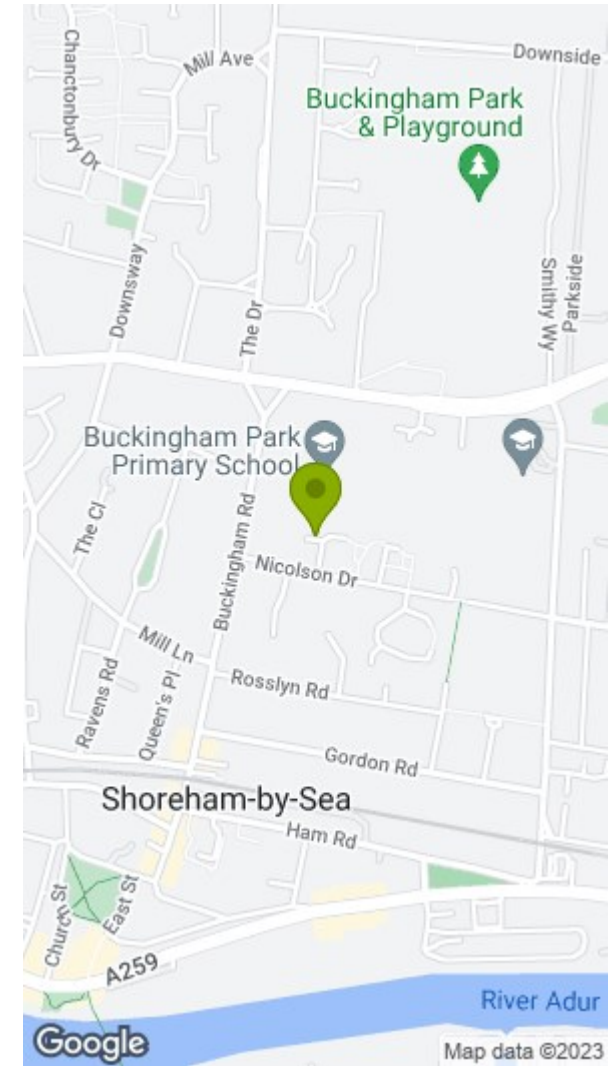 Downside
Mill Ave
Chanctonbury Dr
Buckingham Park
& Playground
Downsway
The Dr
Smithy Wy
Parkside
Buckingham Park
Primary School
The Cl
Buckingham Rd
Nicolson Dr
Mill Ln
Ravens Rd
Queen's Pl
Rosslyn Rd
Gordon Rd
Shoreham-by-Sea
Ham Rd
Church St
East St
A259
River Adur
Google
Map data ©2023